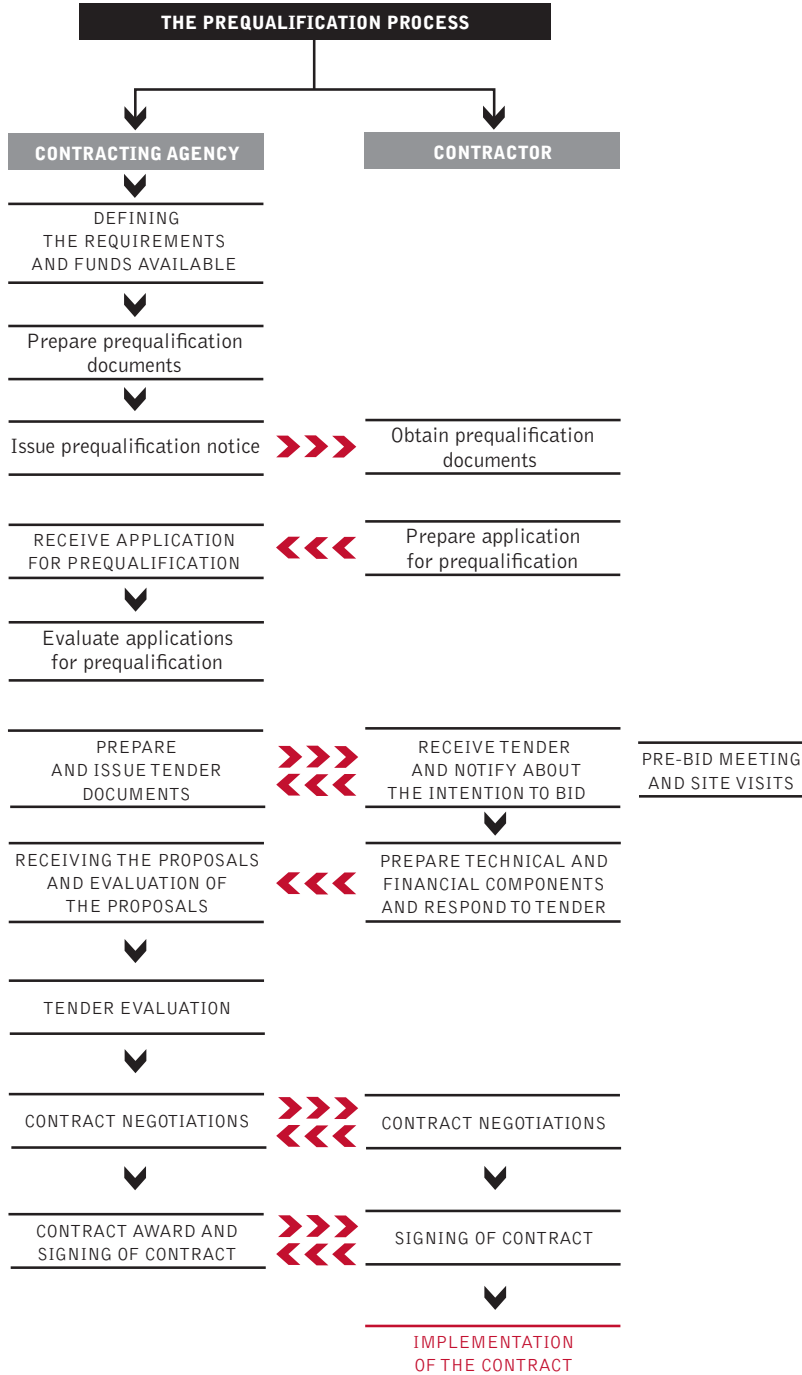 THE PREQUALIFICATION PROCESS
CONTRACTING AGENCY
CONTRACTOR
DEFINING
THE REQUIREMENTS
AND FUNDS AVAILABLE
Prepare prequalification
documents
Issue prequalification notice
Obtain prequalification
documents
RECEIVE APPLICATION
FOR PREQUALIFICATION
Prepare application
for prequalification
Evaluate applications
for prequalification
PREPARE
AND ISSUE TENDER
DOCUMENTS
RECEIVE TENDER
AND NOTIFY ABOUT
THE INTENTION TO BID
PRE-BID MEETING
AND SITE VISITS
RECEIVING THE PROPOSALS
AND EVALUATION OF
THE PROPOSALS
PREPARE TECHNICAL AND
FINANCIAL COMPONENTS
AND RESPOND TO TENDER
TENDER EVALUATION
CONTRACT NEGOTIATIONS
CONTRACT NEGOTIATIONS
CONTRACT AWARD AND
SIGNING OF CONTRACT
SIGNING OF CONTRACT
IMPLEMENTATION
OF THE CONTRACT